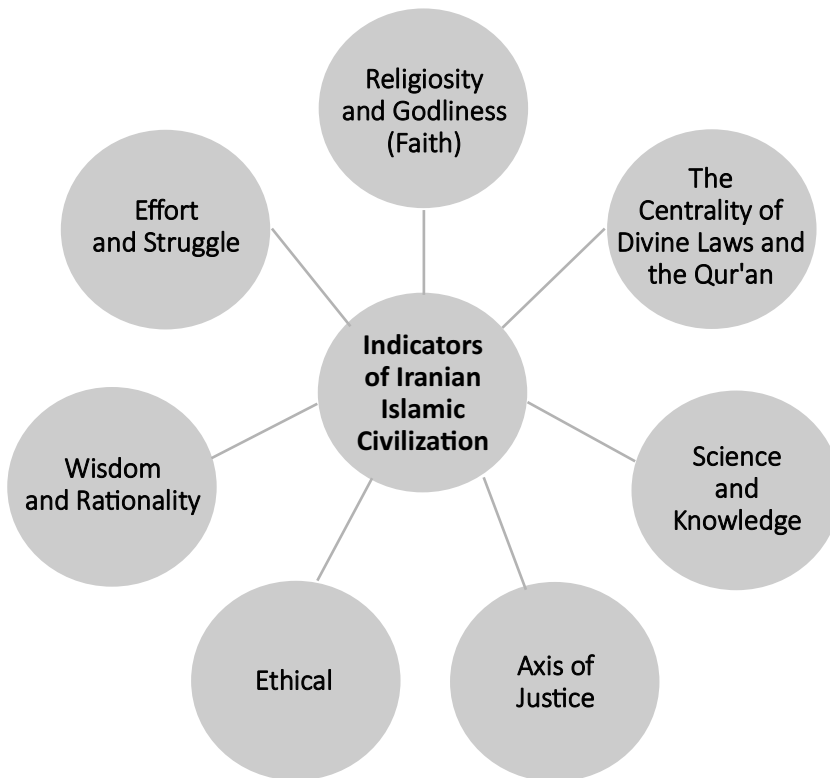 Religiosity
and Godliness
(Faith)
The
Centrality of
Divine Laws and
the Qur'an
Science
and
Knowledge
Axis of
Justice
Ethical
Wisdom
and Rationality
Effort
and Struggle
Indicators
of Iranian
Islamic
Civilization